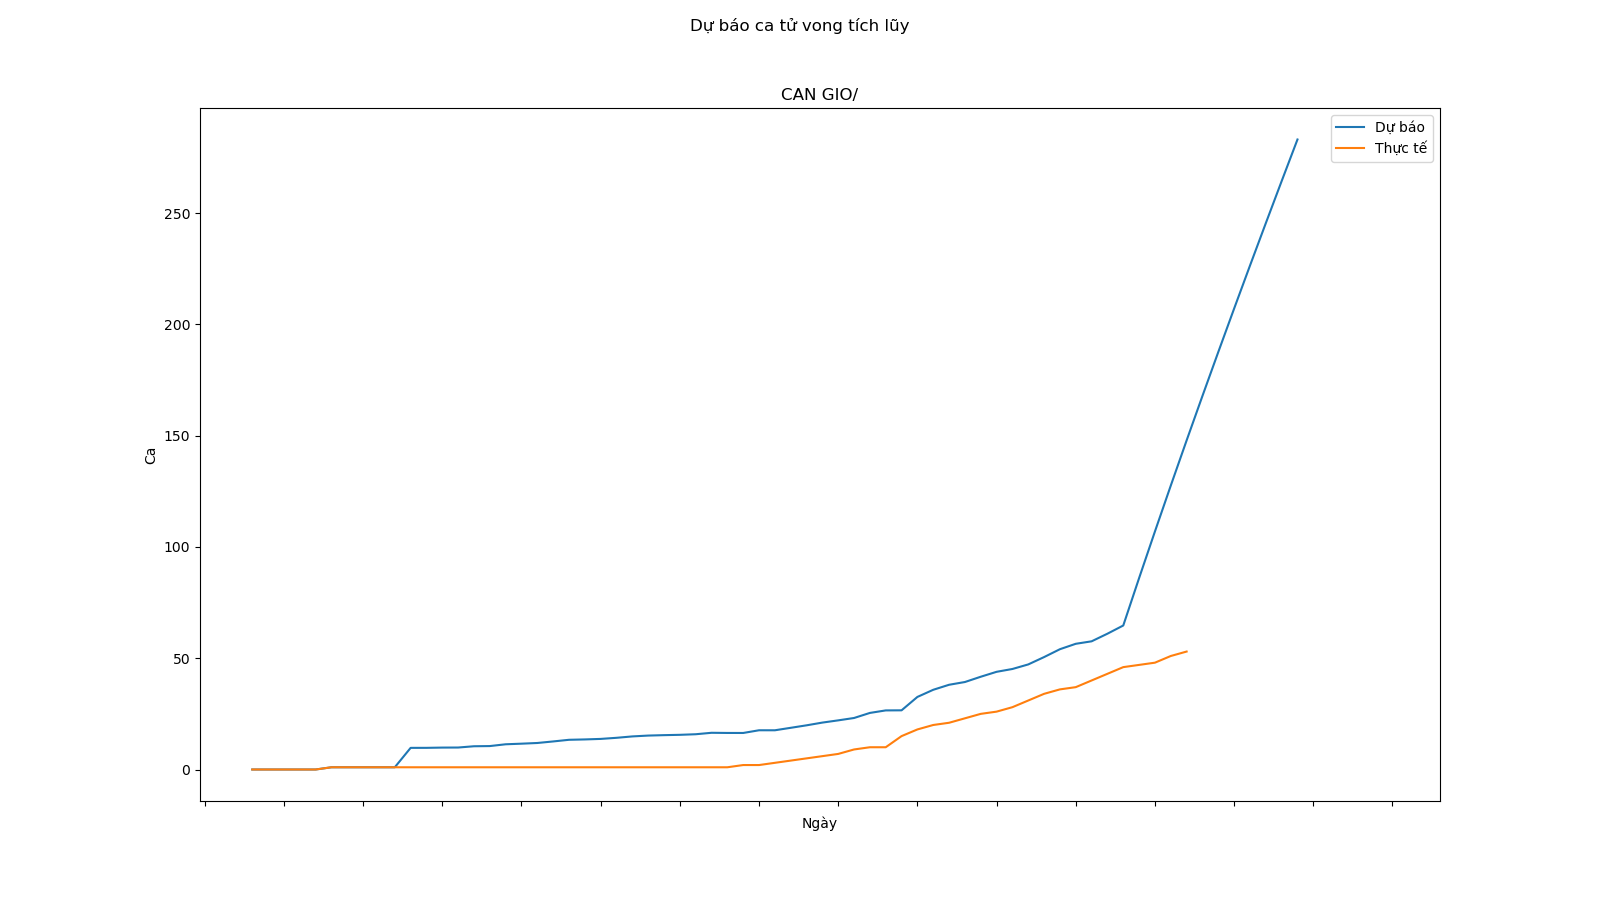 Dự báo ca tử vong tích lũy
CAN GIO/
Dự báo
Thực tế
250
200
150
100
50
0
Ca
Ngày